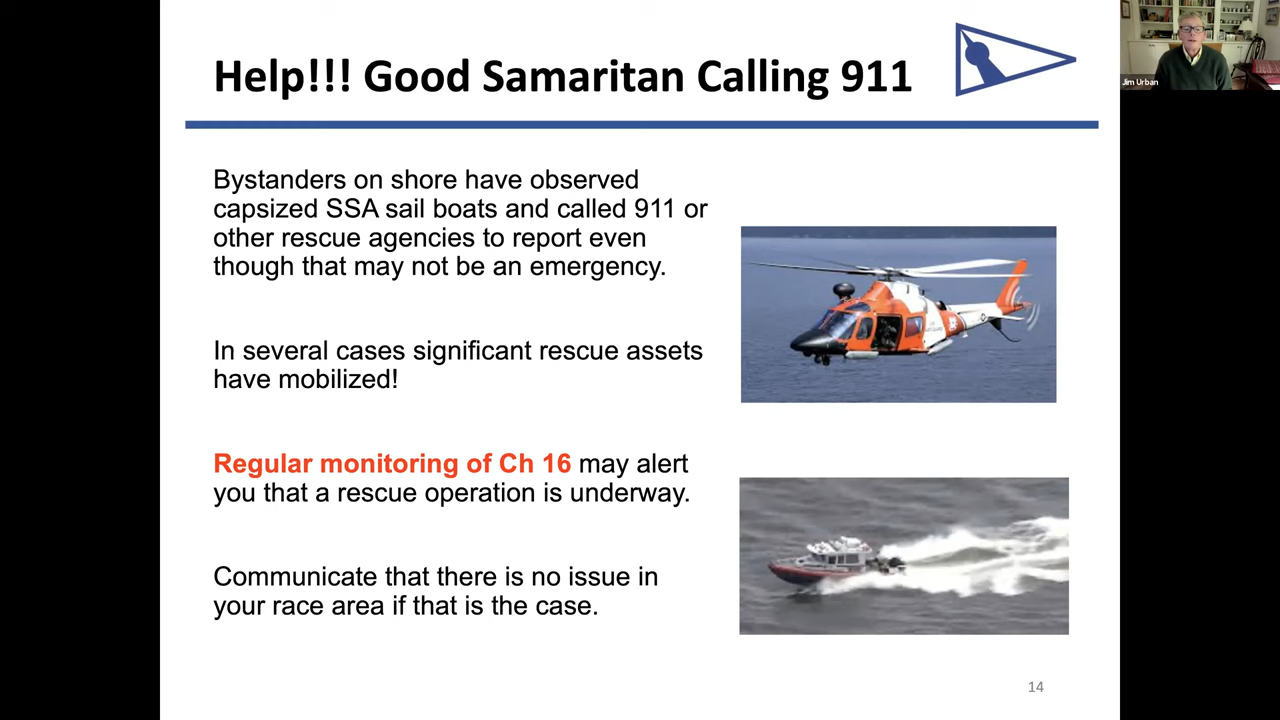 Help!!! Good Samaritan Calling 911
Jim Urban
Bystanders on shore have observed
capsized SSA sail boats and called 911 or
other rescue agencies to report even
though that may not be an emergency.
In several cases significant rescue assets
have mobilized!
Regular monitoring of Ch 16 may alert
you that a rescue operation is underway.
Communicate that there is no issue in
your race area if that is the case.
14